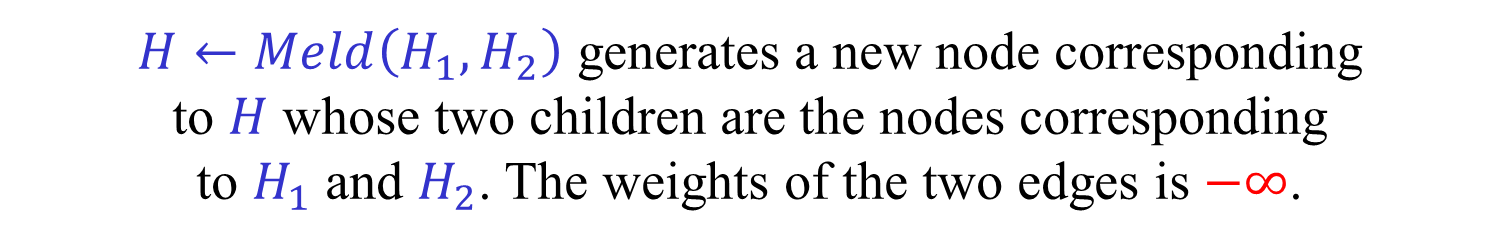 H ← Meld(H₁, H₂) generates a new node corresponding
to H whose two children are the nodes corresponding
to H₁ and H₂. The weights of the two edges is −∞.